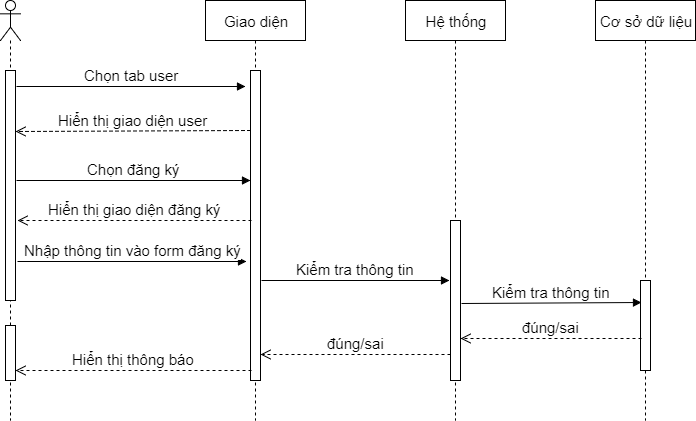 Giao diện
Hệ thống
Cơ sở dữ liệu
Chọn tab user
Hiển thị giao diện user
Chọn đăng ký
Hiển thị giao diện đăng ký
Nhập thông tin vào form đăng ký
Kiểm tra thông tin
Kiểm tra thông tin
đúng/sai
đúng/sai
Hiển thị thông báo